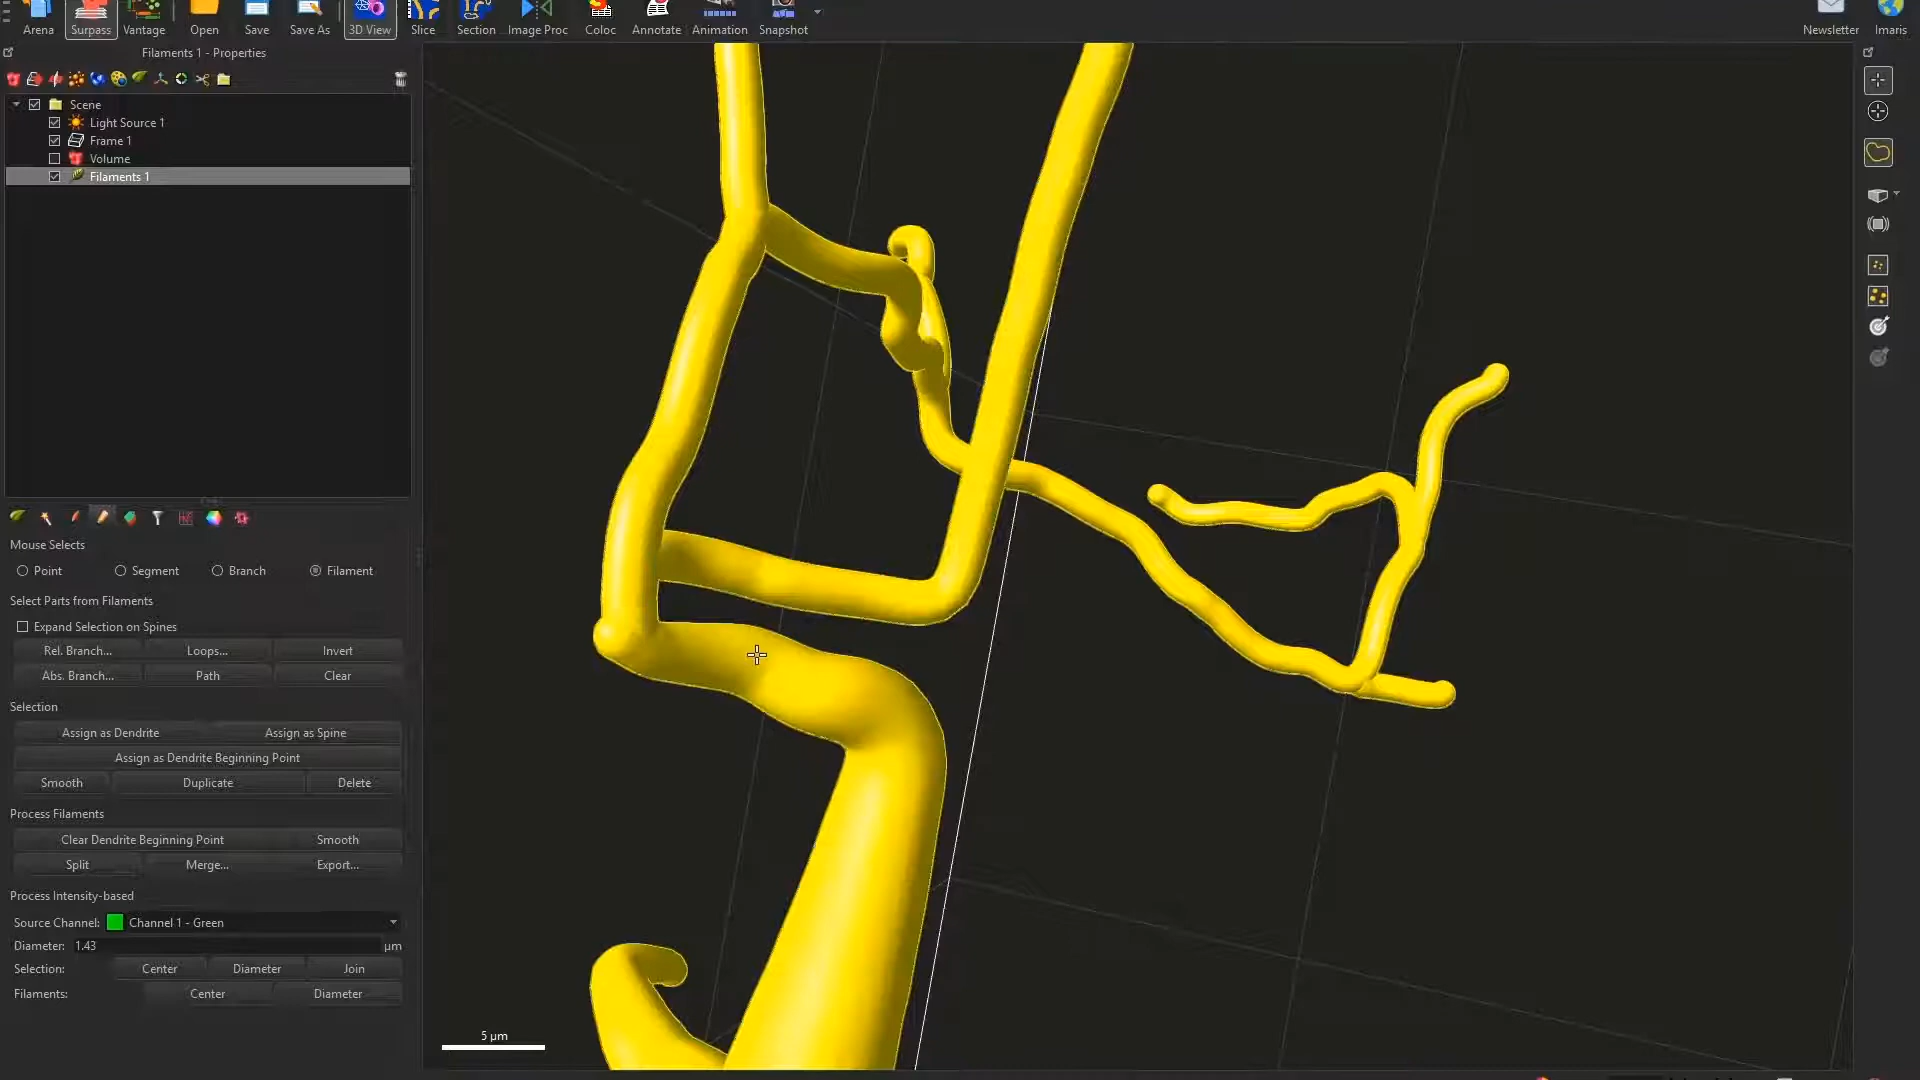 Arena Surpass Vantage Open Save Save As 3D View Slice Section Image Proc Coloc Annotate Animation Snapshot Newsletter Imaris
Filaments 1 - Properties
Scene
Light Source 1
Frame 1
Volume
Filaments 1
Mouse Selects
Point Segment Branch Filament
Select Parts from Filaments
Expand Selection on Spines
Rel. Branch... Loops... Invert
Abs. Branch... Path Clear
Selection
Assign as Dendrite Assign as Spine
Assign as Dendrite Beginning Point
Smooth Duplicate Delete
Process Filaments
Clear Dendrite Beginning Point Smooth
Split Merge... Export...
Process Intensity-based
Source Channel: Channel 1 - Green
Diameter: 1.43 µm
Selection: Center Diameter Join
Filaments: Center Diameter
5 µm